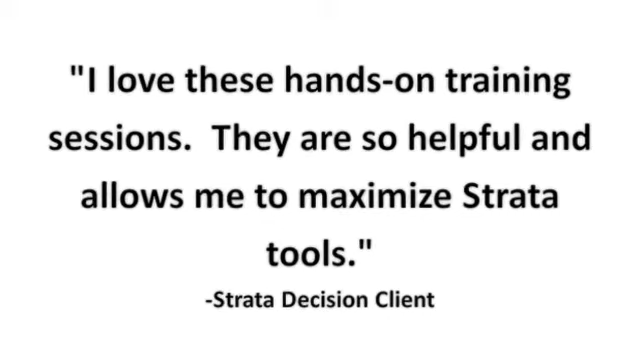 "I love these hands-on training
sessions.  They are so helpful and
allows me to maximize Strata
tools."
-Strata Decision Client